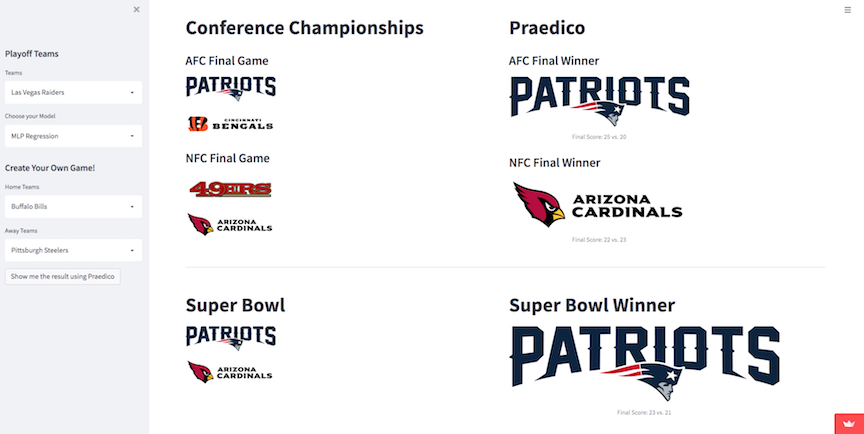 Playoff Teams
Teams
Las Vegas Raiders
Choose your Model
MLP Regression
Create Your Own Game!
Home Teams
Buffalo Bills
Away Teams
Pittsburgh Steelers
Show me the result using Praedico
Conference Championships
AFC Final Game
PATRIOTS
CINCINNATI
BENGALS
NFC Final Game
49ERS
ARIZONA
CARDINALS
Praedico
AFC Final Winner
PATRIOTS
Final Score: 25 vs. 20
NFC Final Winner
ARIZONA
CARDINALS
Final Score: 22 vs. 23
Super Bowl
PATRIOTS
ARIZONA
CARDINALS
Super Bowl Winner
PATRIOTS
Final Score: 23 vs. 21